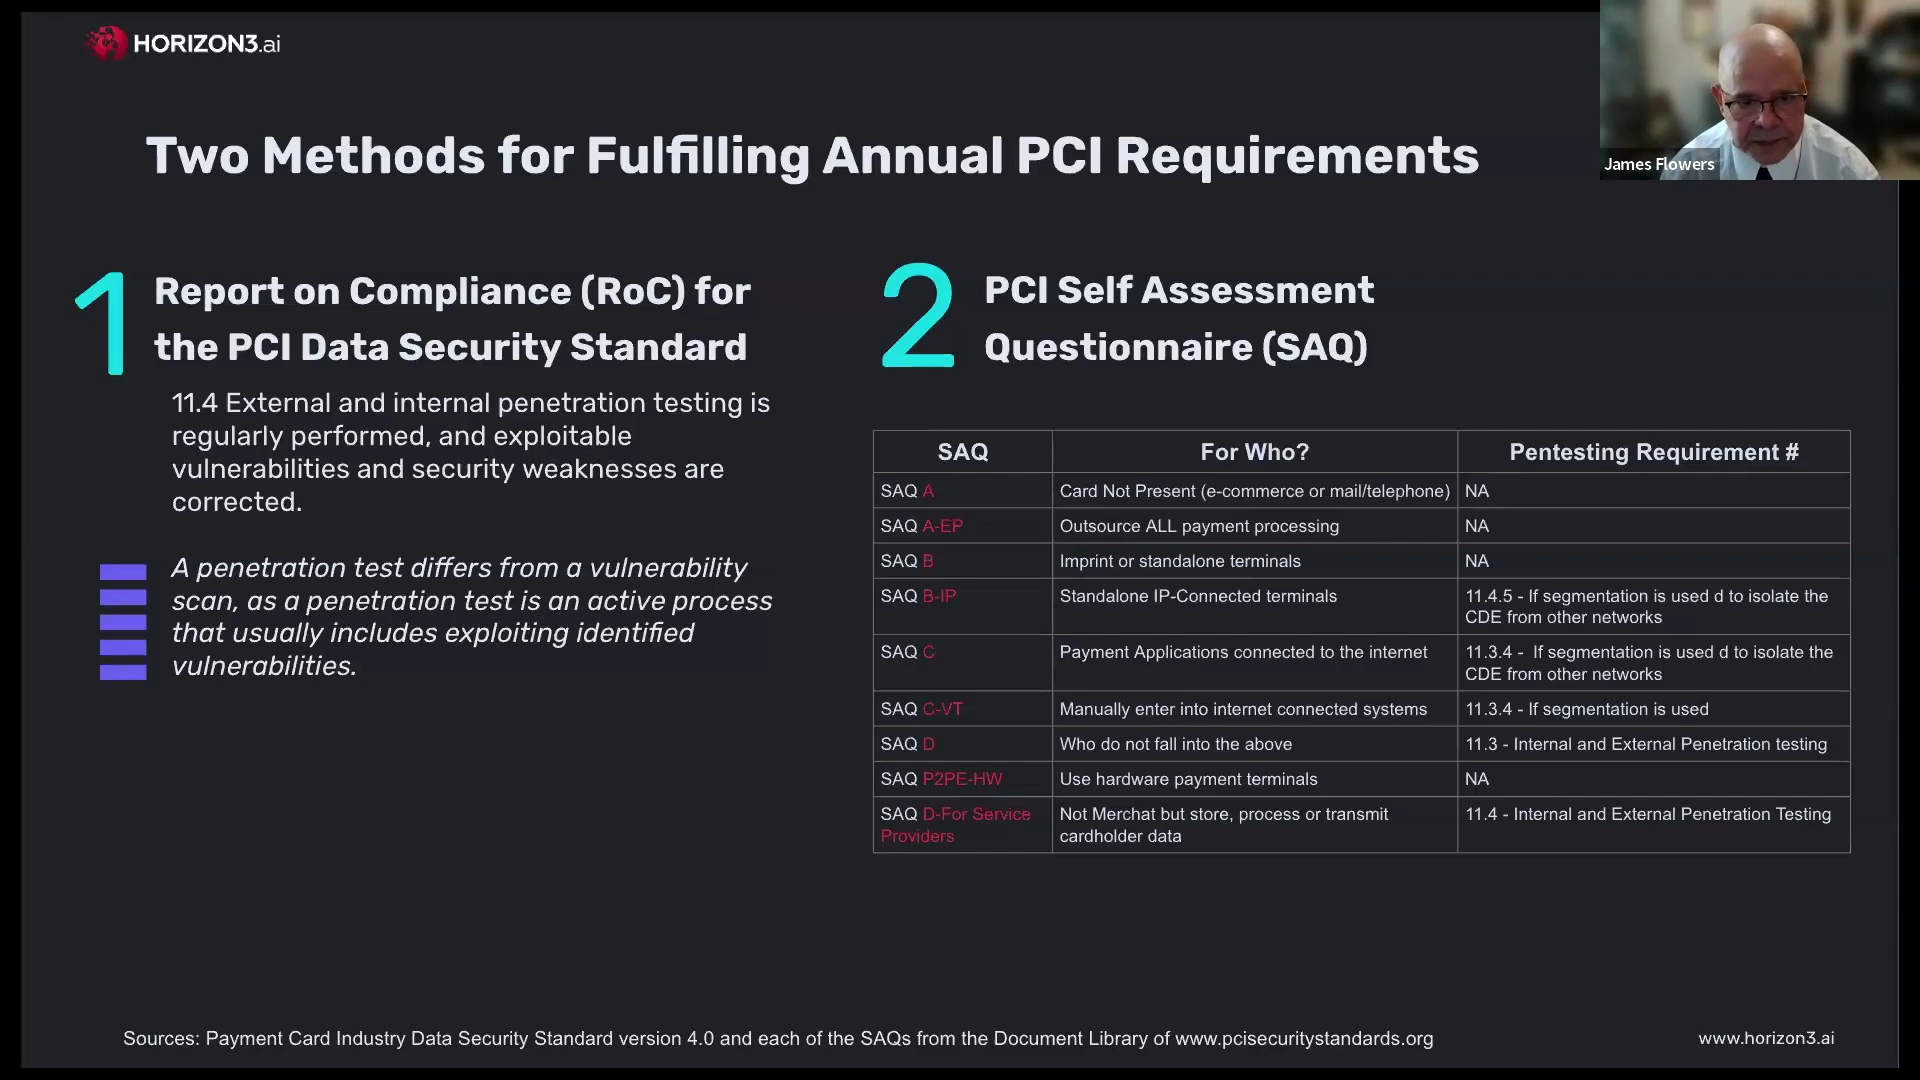 HORIZON3.ai
James Flowers
Two Methods for Fulfilling Annual PCI Requirements
1
Report on Compliance (RoC) for
the PCI Data Security Standard
11.4 External and internal penetration testing is
regularly performed, and exploitable
vulnerabilities and security weaknesses are
corrected.
A penetration test differs from a vulnerability
scan, as a penetration test is an active process
that usually includes exploiting identified
vulnerabilities.
2
PCI Self Assessment
Questionnaire (SAQ)
SAQ For Who? Pentesting Requirement #
SAQ A Card Not Present (e-commerce or mail/telephone) NA
SAQ A-EP Outsource ALL payment processing NA
SAQ B Imprint or standalone terminals NA
SAQ B-IP Standalone IP-Connected terminals 11.4.5 - If segmentation is used d to isolate the
CDE from other networks
SAQ C Payment Applications connected to the internet 11.3.4 - If segmentation is used d to isolate the
CDE from other networks
SAQ C-VT Manually enter into internet connected systems 11.3.4 - If segmentation is used
SAQ D Who do not fall into the above 11.3 - Internal and External Penetration testing
SAQ P2PE-HW Use hardware payment terminals NA
SAQ D-For Service Not Merchat but store, process or transmit 11.4 - Internal and External Penetration Testing
Providers cardholder data
Sources: Payment Card Industry Data Security Standard version 4.0 and each of the SAQs from the Document Library of www.pcisecuritystandards.org
www.horizon3.ai